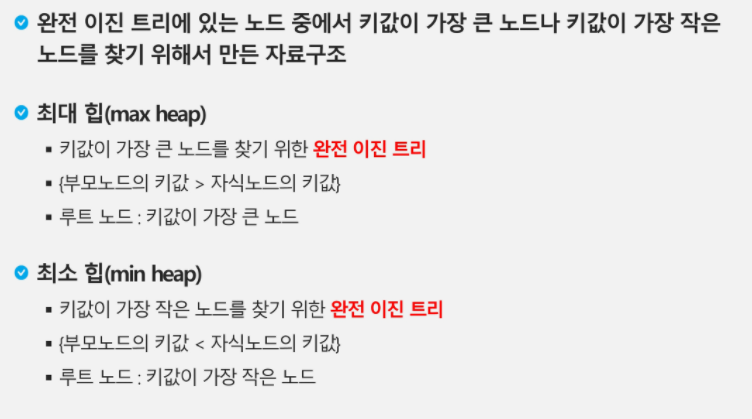 완전 이진 트리에 있는 노드 중에서 키값이 가장 큰 노드나 키값이 가장 작은
노드를 찾기 위해서 만든 자료구조
최대 힙(max heap)
▪ 키값이 가장 큰 노드를 찾기 위한 완전 이진 트리
▪ {부모노드의 키값 > 자식노드의 키값}
▪ 루트 노드 : 키값이 가장 큰 노드
최소 힙(min heap)
▪ 키값이 가장 작은 노드를 찾기 위한 완전 이진 트리
▪ {부모노드의 키값 < 자식노드의 키값}
▪ 루트 노드 : 키값이 가장 작은 노드